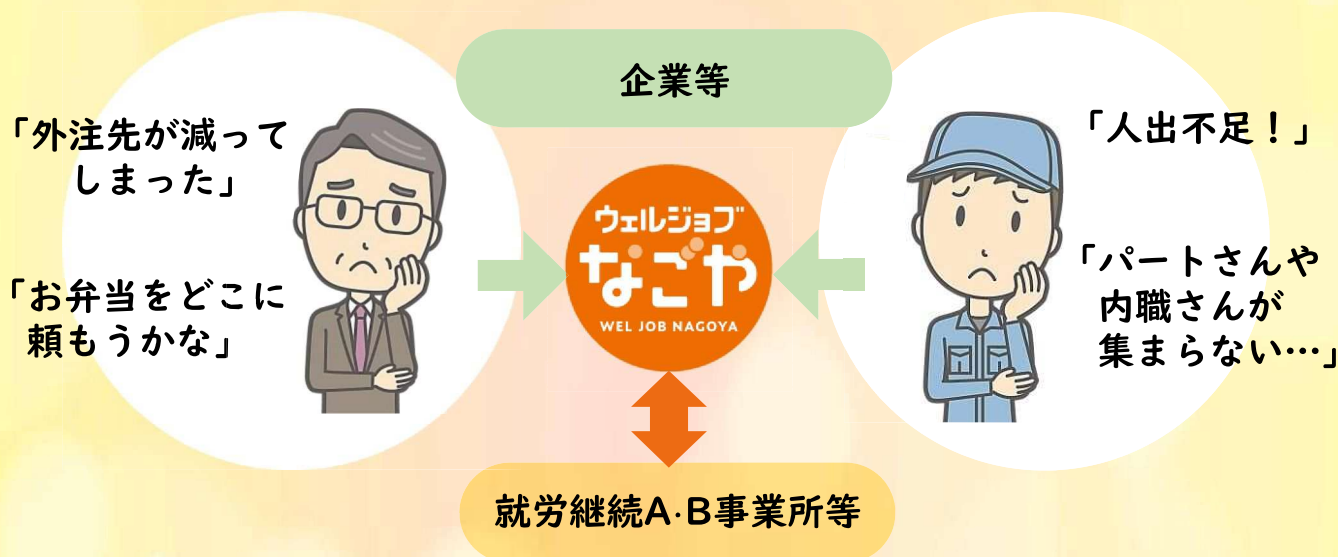 企業等
「外注先が減って
しまった」
「お弁当をどこに
頼もうかな」
ウェルジョブ
なごや
WEL JOB NAGOYA
「人出不足！」
「パートさんや
内職さんが
集まらない…」
就労継続A･B事業所等